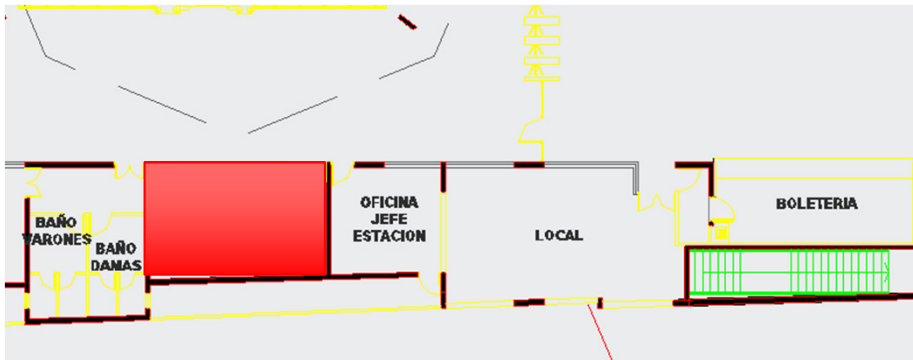 BAÑO
VARONES
BAÑO
DAMAS
OFICINA
JEFE
ESTACION
LOCAL
BOLETERIA